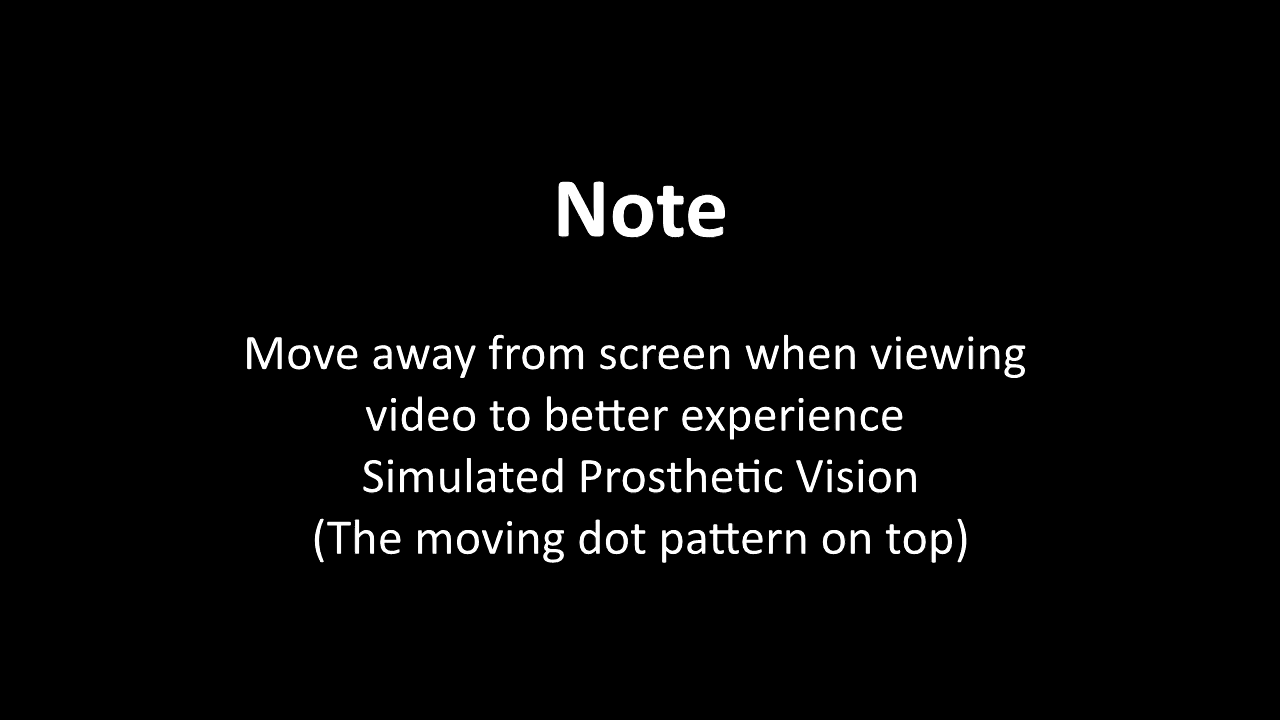 Note
Move away from screen when viewing
video to better experience
Simulated Prosthetic Vision
(The moving dot pattern on top)